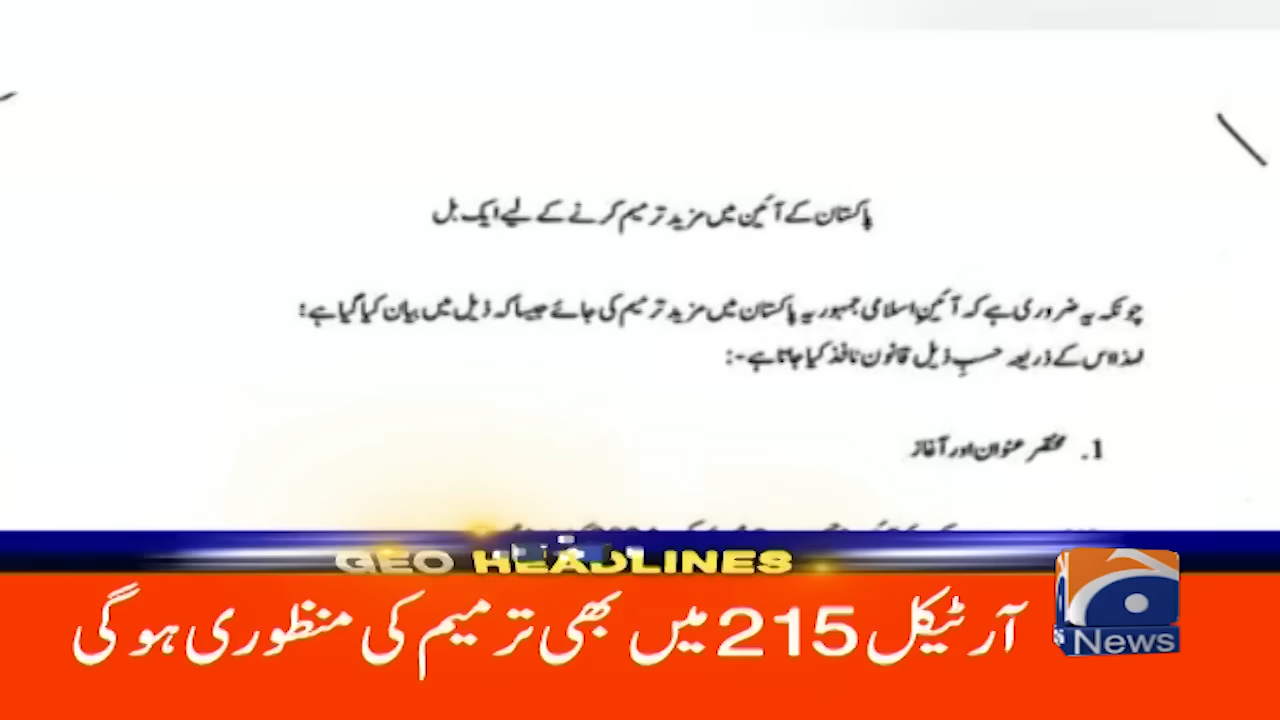 پاکستان کے آئین میں مزید ترمیم کرنے کے لیے ایک بل
چونکہ یہ ضروری ہے کہ آئینِ اسلامی جمہوریہ پاکستان میں مزید ترمیم کی جائے جیسا کہ ذیل میں بیان کیا گیا ہے:
لہذا اس کے ذریعہ حسبِ ذیل قانون نافذ کیا جاتا ہے-:
1. مختصر عنوان اور آغاز
GEO HEADLINES
آرٹیکل 215 میں بھی ترمیم کی منظوری ہوگی
News